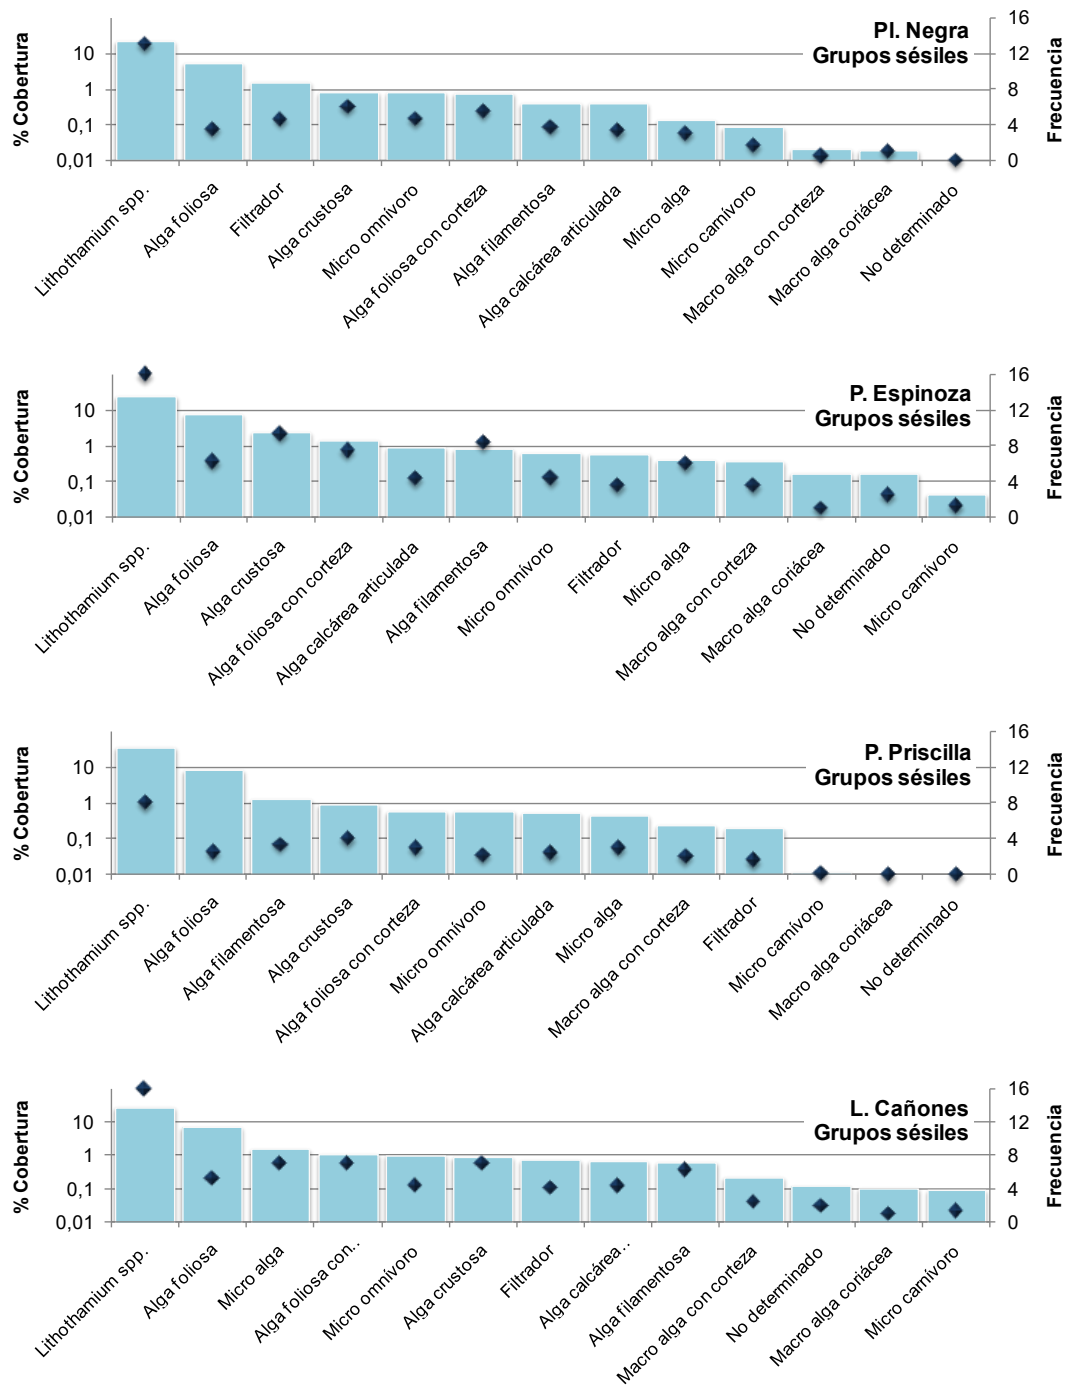 Pl. Negra
Grupos sésiles
% Cobertura
10
1
0,1
0,01
16
12
8
4
0
Frecuencia
Lithothamium spp.
Alga foliosa
Filtrador
Alga crustosa
Micro omnívoro
Alga foliosa con corteza
Alga filamentosa
Alga calcárea articulada
Micro alga
Micro carnívoro
Macro alga con corteza
Macro alga coriácea
No determinado
P. Espinoza
Grupos sésiles
% Cobertura
10
1
0,1
0,01
16
12
8
4
0
Frecuencia
Lithothamium spp.
Alga foliosa
Alga crustosa
Alga foliosa con corteza
Alga calcárea articulada
Alga filamentosa
Micro omnívoro
Filtrador
Micro alga
Macro alga con corteza
Macro alga coriácea
No determinado
Micro carnívoro
P. Priscilla
Grupos sésiles
% Cobertura
10
1
0,1
0,01
16
12
8
4
0
Frecuencia
Lithothamium spp.
Alga foliosa
Alga filamentosa
Alga crustosa
Alga foliosa con corteza
Micro omnívoro
Alga calcárea articulada
Micro alga
Macro alga con corteza
Filtrador
Micro carnívoro
Macro alga coriácea
No determinado
L. Cañones
Grupos sésiles
% Cobertura
10
1
0,1
0,01
16
12
8
4
0
Frecuencia
Lithothamium spp.
Alga foliosa
Micro alga
Alga foliosa con..
Micro omnívoro
Alga crustosa
Filtrador
Alga calcárea..
Alga filamentosa
Macro alga con corteza
No determinado
Macro alga coriácea
Micro carnívoro